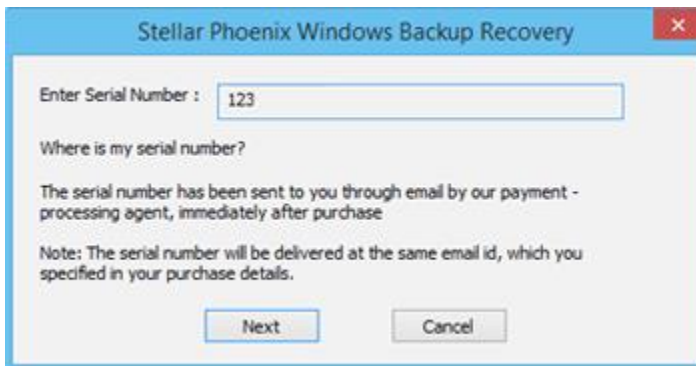 Stellar Phoenix Windows Backup Recovery
Enter Serial Number : 123
Where is my serial number?
The serial number has been sent to you through email by our payment -
processing agent, immediately after purchase
Note: The serial number will be delivered at the same email id, which you
specified in your purchase details.
Next Cancel